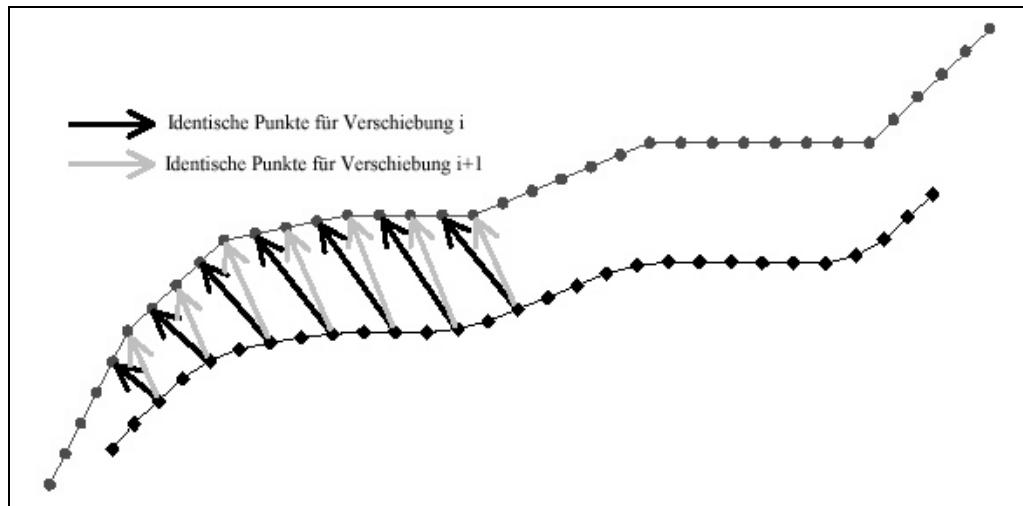 Identische Punkte für Verschiebung i
Identische Punkte für Verschiebung i+1